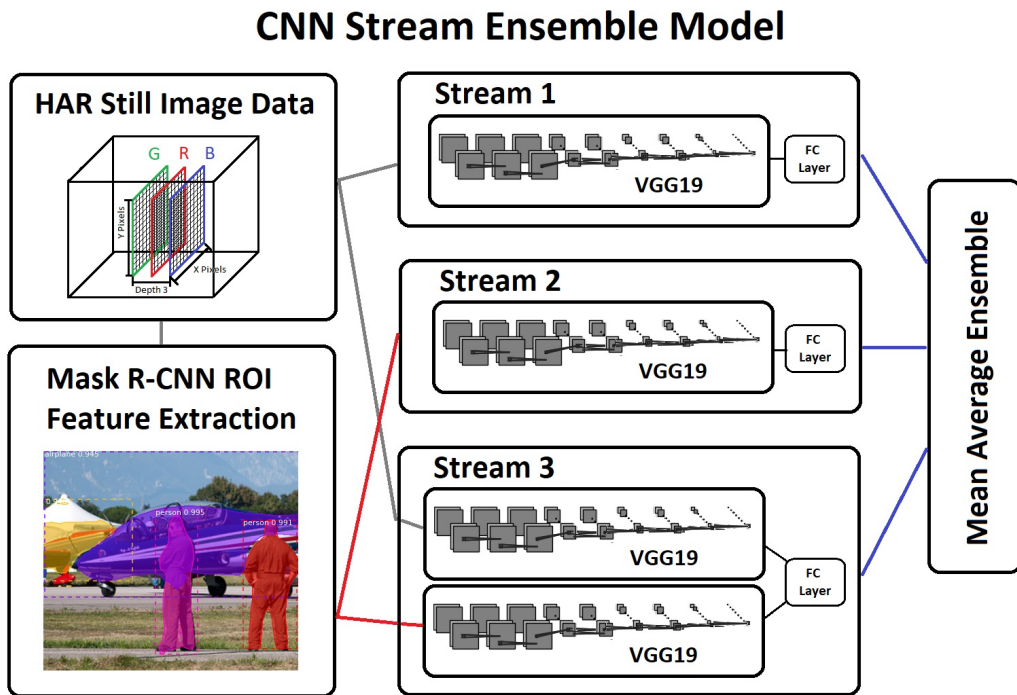 CNN Stream Ensemble Model
HAR Still Image Data
G R B
Y Pixels
X Pixels
Depth 3
Mask R-CNN ROI
Feature Extraction
airplane 0.945
person 0.995
person 0.991
Stream 1
VGG19
FC
Layer
Stream 2
VGG19
FC
Layer
Stream 3
VGG19
VGG19
FC
Layer
Mean Average Ensemble